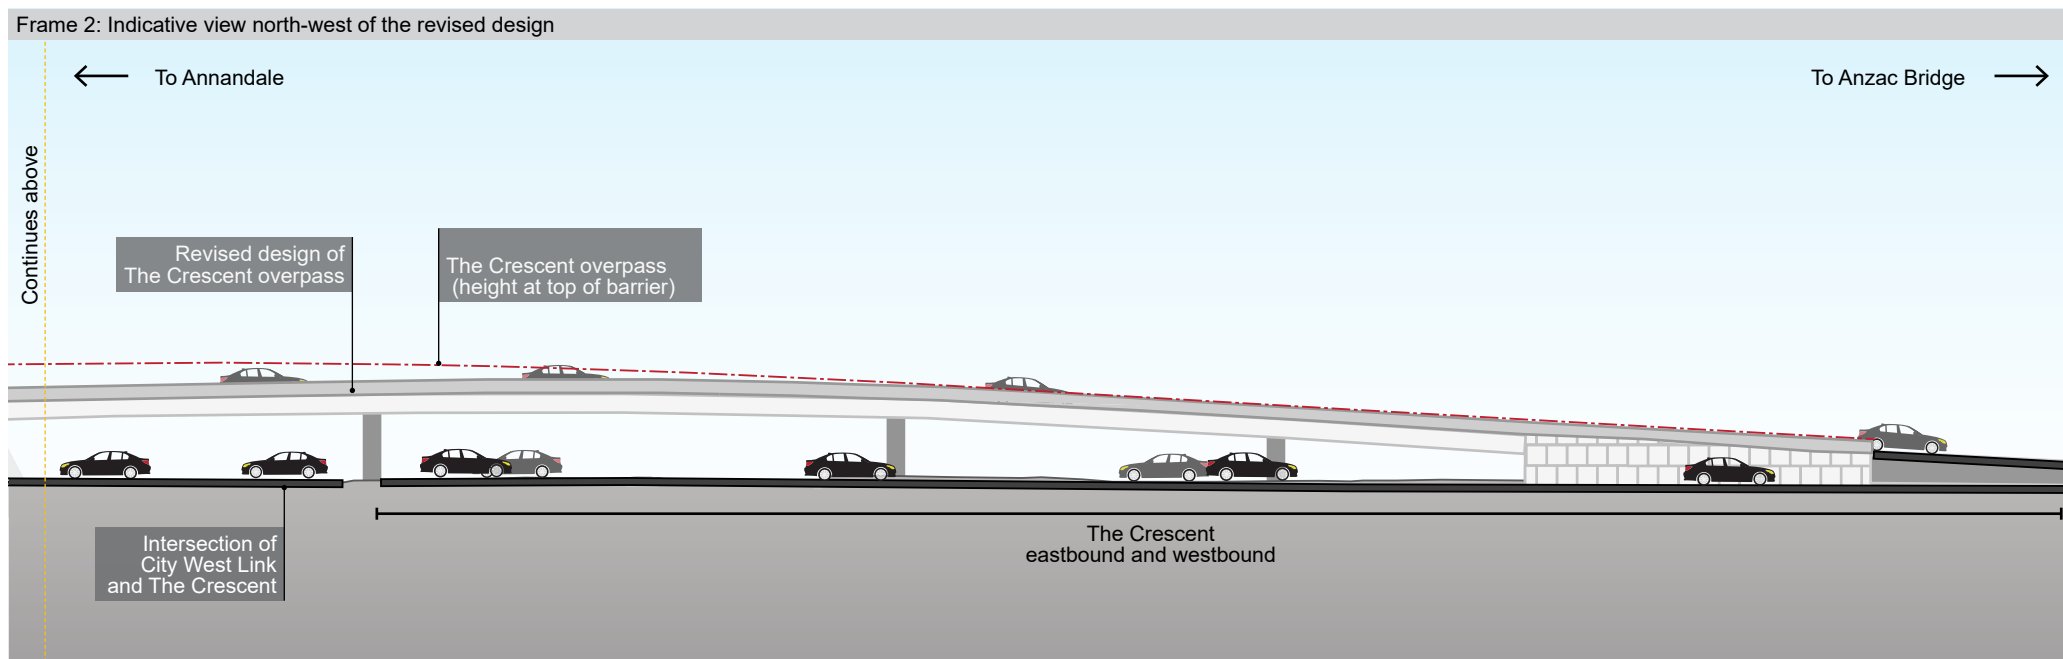 Frame 2: Indicative view north-west of the revised design
To Annandale
To Anzac Bridge
Continues above
Revised design of
The Crescent overpass
The Crescent overpass
(height at top of barrier)
The Crescent
eastbound and westbound
Intersection of
City West Link
and The Crescent